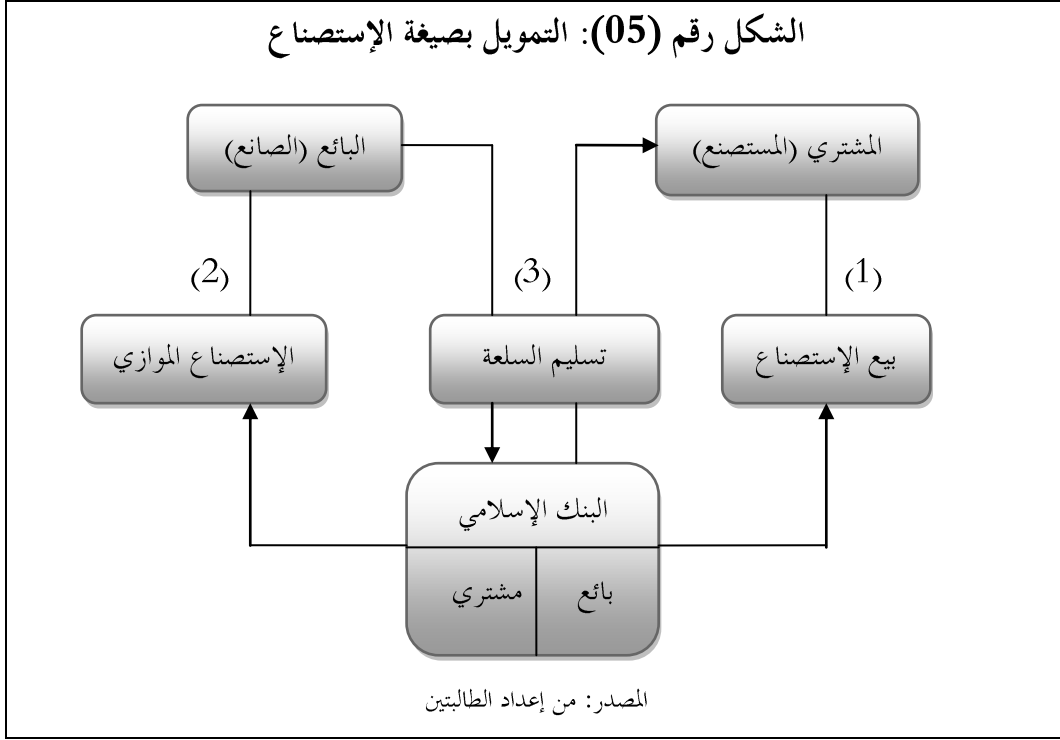 الشكل رقم (05): التمويل بصيغة الإستصناع
المشتري (المستصنع)
البائع (الصانع)
(1)
(3)
(2)
بيع الإستصناع
تسليم السلعة
الإستصناع الموازي
البنك الإسلامي
بائع
مشتري
المصدر: من إعداد الطالبتين